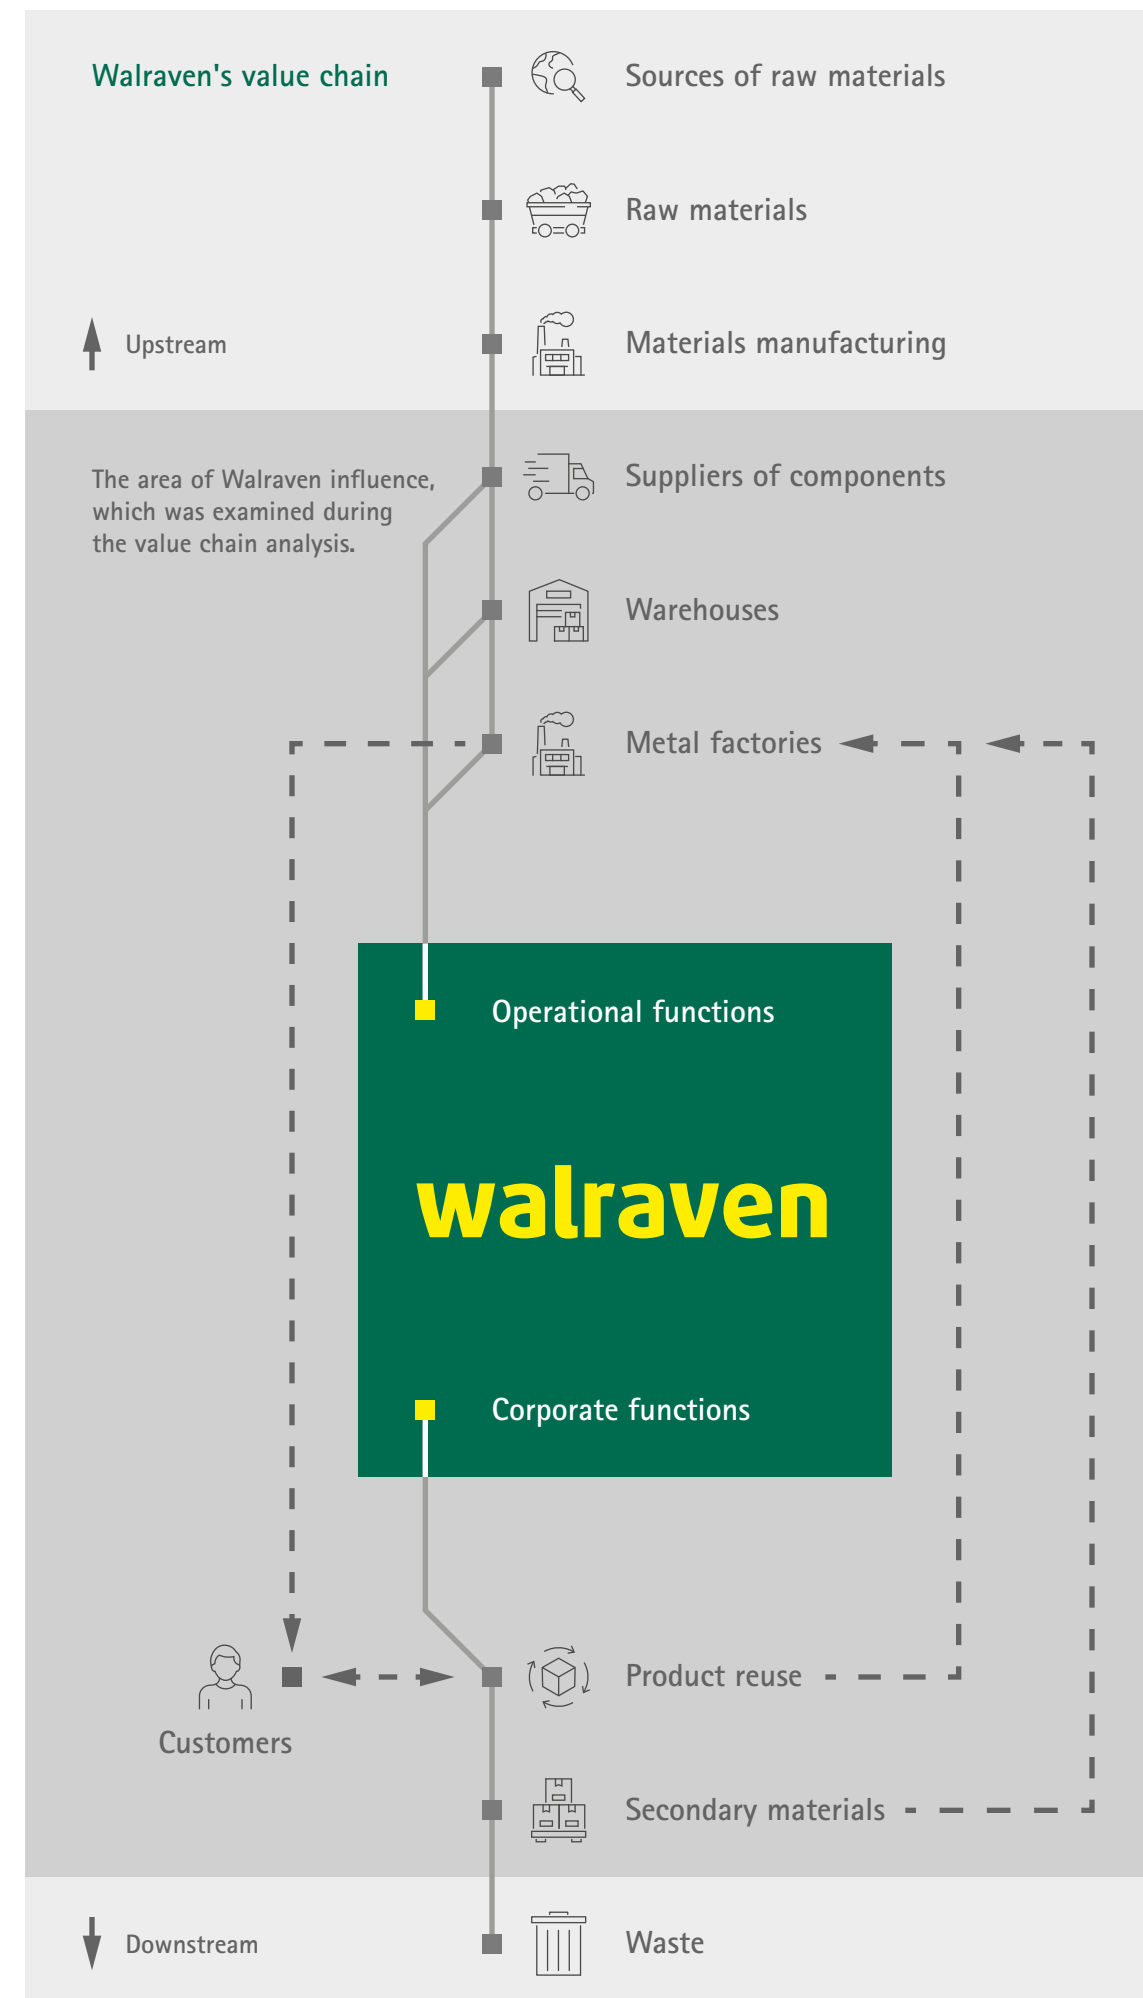 Walraven's value chain
Sources of raw materials
Raw materials
Upstream
Materials manufacturing
The area of Walraven influence,
which was examined during
the value chain analysis.
Suppliers of components
Warehouses
Metal factories
Operational functions
walraven
Corporate functions
Customers
Product reuse
Secondary materials
Downstream
Waste